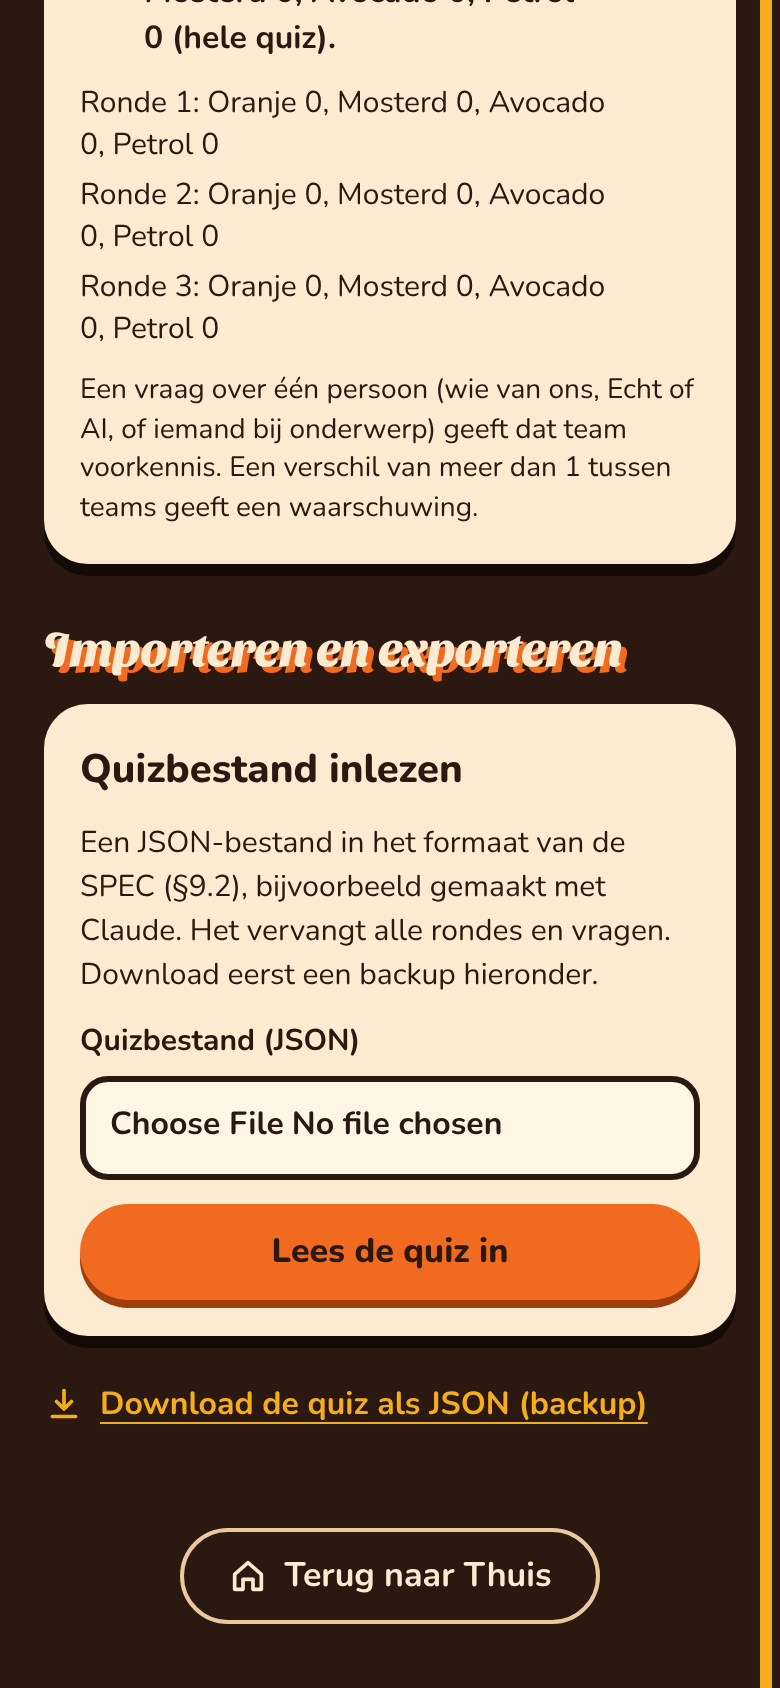 Mosterd 0, Avocado 0, Petrol
0 (hele quiz).
Ronde 1: Oranje 0, Mosterd 0, Avocado
0, Petrol 0
Ronde 2: Oranje 0, Mosterd 0, Avocado
0, Petrol 0
Ronde 3: Oranje 0, Mosterd 0, Avocado
0, Petrol 0
Een vraag over één persoon (wie van ons, Echt of
AI, of iemand bij onderwerp) geeft dat team
voorkennis. Een verschil van meer dan 1 tussen
teams geeft een waarschuwing.
Importeren en exporteren
Quizbestand inlezen
Een JSON-bestand in het formaat van de
SPEC (§9.2), bijvoorbeeld gemaakt met
Claude. Het vervangt alle rondes en vragen.
Download eerst een backup hieronder.
Quizbestand (JSON)
Choose File No file chosen
Lees de quiz in
Download de quiz als JSON (backup)
Terug naar Thuis